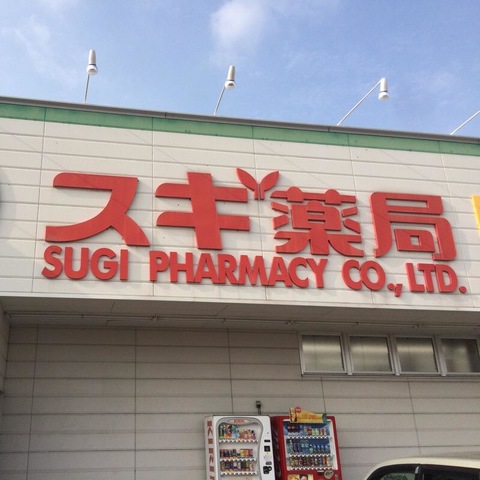 スギ薬局
SUGI PHARMACY CO., LTD.